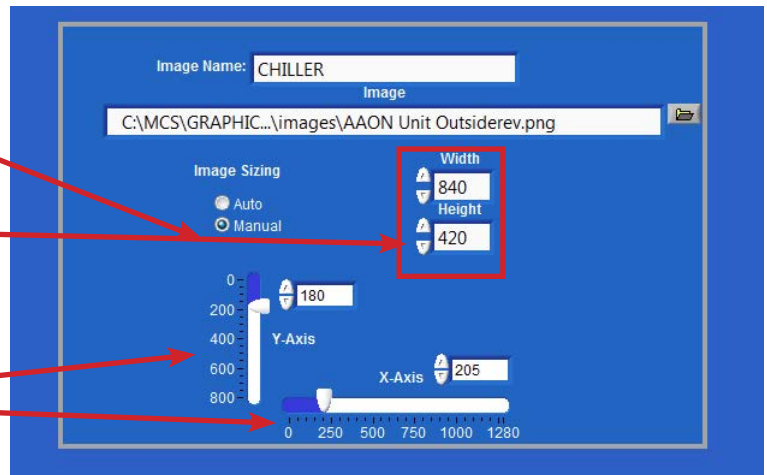 Image Name: CHILLER
Image
C:\MCS\GRAPHIC...\images\AAON Unit Outsiderev.png
Image Sizing
Auto
Manual
Width
840
Height
420
0
200
400
600
800
180
Y-Axis
X-Axis 205
0 250 500 750 1000 1280